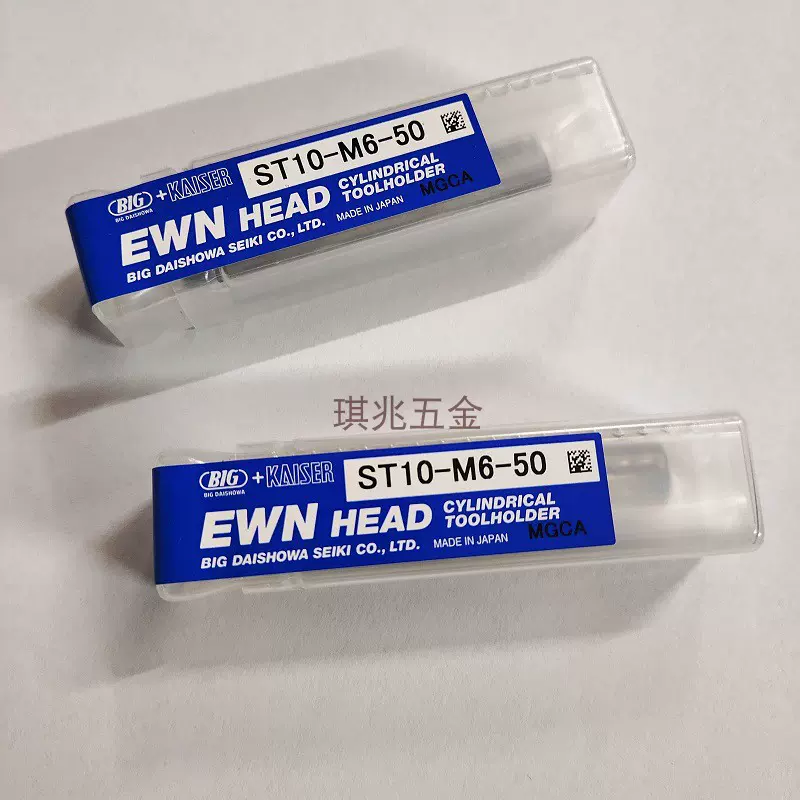 BIG +KAISER ST10-M6-50
BIG DAISHOWA
EWN HEAD CYLINDRICAL TOOLHOLDER
BIG DAISHOWA SEIKI CO., LTD. MADE IN JAPAN MGCA
琪兆五金
BIG +KAISER ST10-M6-50
BIG DAISHOWA
EWN HEAD CYLINDRICAL TOOLHOLDER
BIG DAISHOWA SEIKI CO., LTD. MADE IN JAPAN MGCA